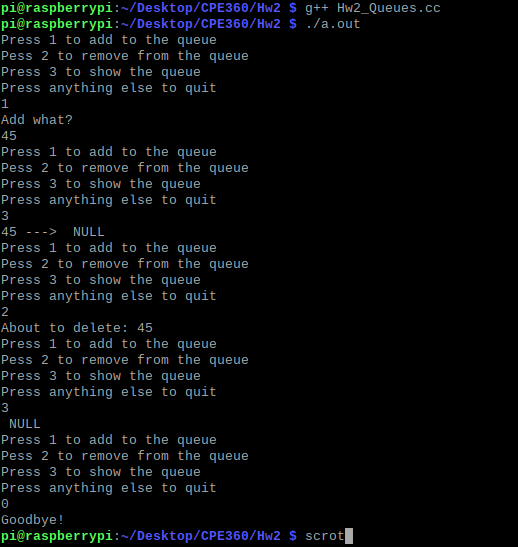 pi@raspberrypi:~/Desktop/CPE360/Hw2 $ g++ Hw2_Queues.cc
pi@raspberrypi:~/Desktop/CPE360/Hw2 $ ./a.out
Press 1 to add to the queue
Pess 2 to remove from the queue
Press 3 to show the queue
Press anything else to quit
1
Add what?
45
Press 1 to add to the queue
Pess 2 to remove from the queue
Press 3 to show the queue
Press anything else to quit
3
45 --->  NULL
Press 1 to add to the queue
Pess 2 to remove from the queue
Press 3 to show the queue
Press anything else to quit
2
About to delete: 45
Press 1 to add to the queue
Pess 2 to remove from the queue
Press 3 to show the queue
Press anything else to quit
3
 NULL
Press 1 to add to the queue
Pess 2 to remove from the queue
Press 3 to show the queue
Press anything else to quit
0
Goodbye!
pi@raspberrypi:~/Desktop/CPE360/Hw2 $ scrot